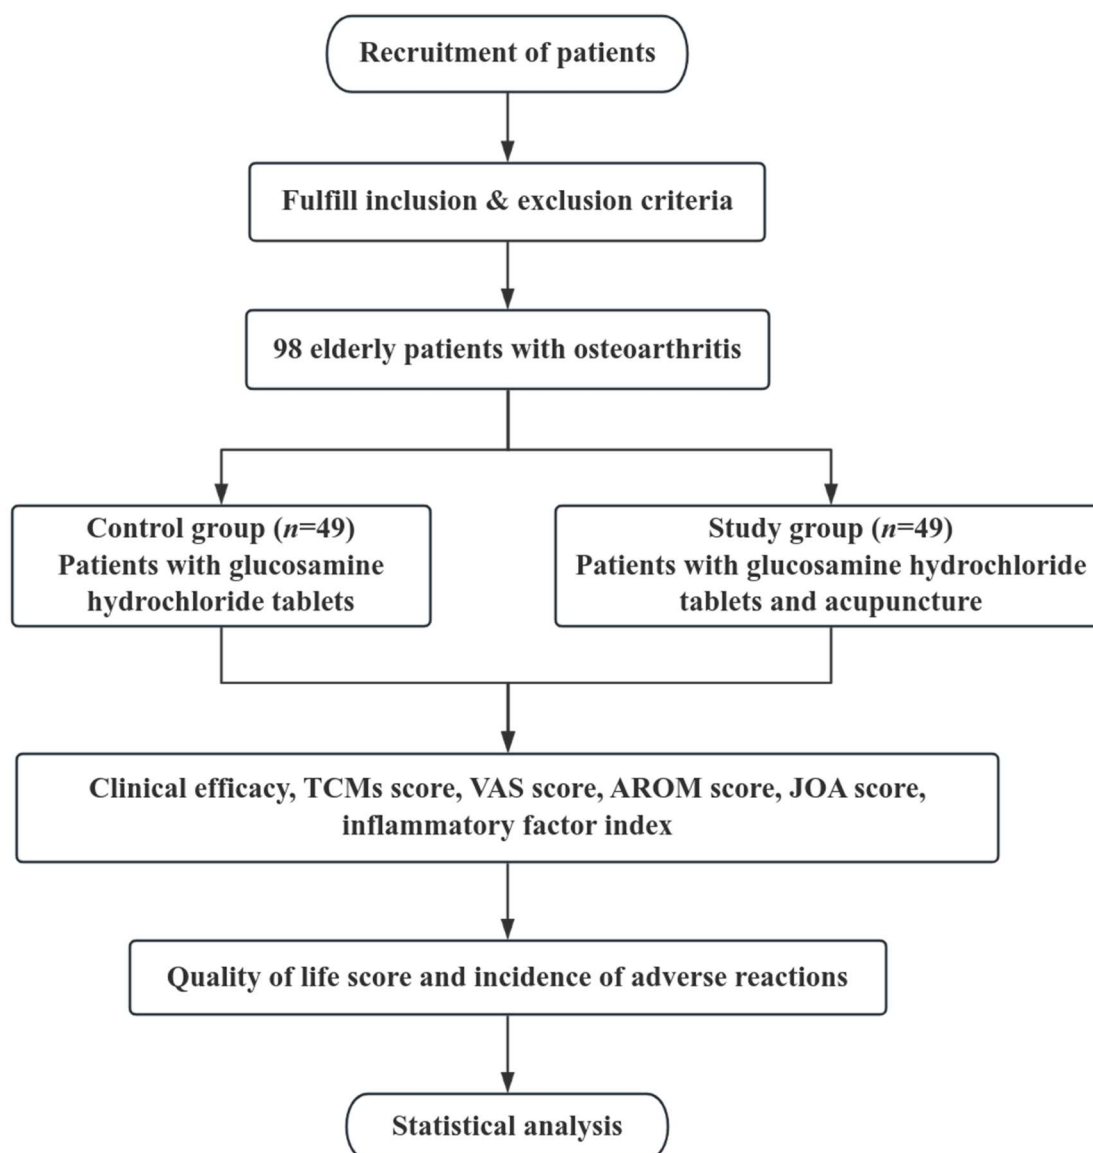 Recruitment of patients
Fulfill inclusion & exclusion criteria
98 elderly patients with osteoarthritis
Control group (n=49)
Patients with glucosamine
hydrochloride tablets
Study group (n=49)
Patients with glucosamine hydrochloride
tablets and acupuncture
Clinical efficacy, TCMs score, VAS score, AROM score, JOA score,
inflammatory factor index
Quality of life score and incidence of adverse reactions
Statistical analysis